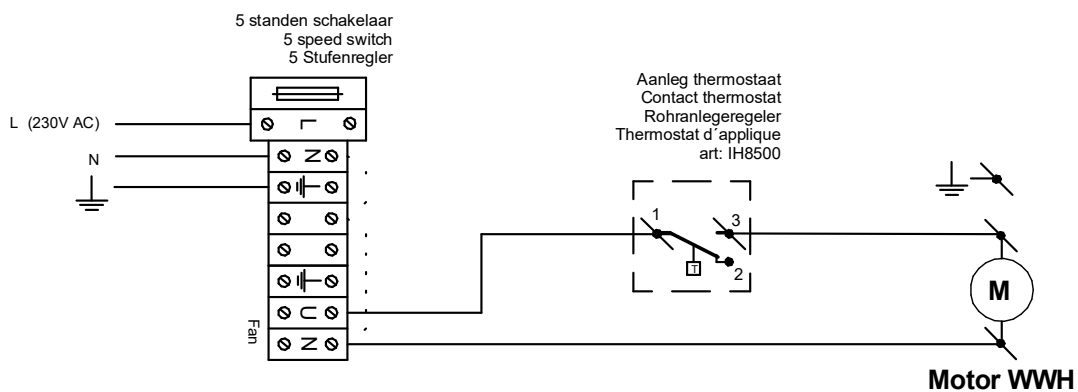 5 standen schakelaar
5 speed switch
5 Stufenregler
Aanleg thermostaat
Contact thermostat
Rohranlegeregeler
Thermostat d´applique
art: IH8500
L (230V AC)
L
N
N
1
3
2
T
U
N
Fan
M
Motor WWH